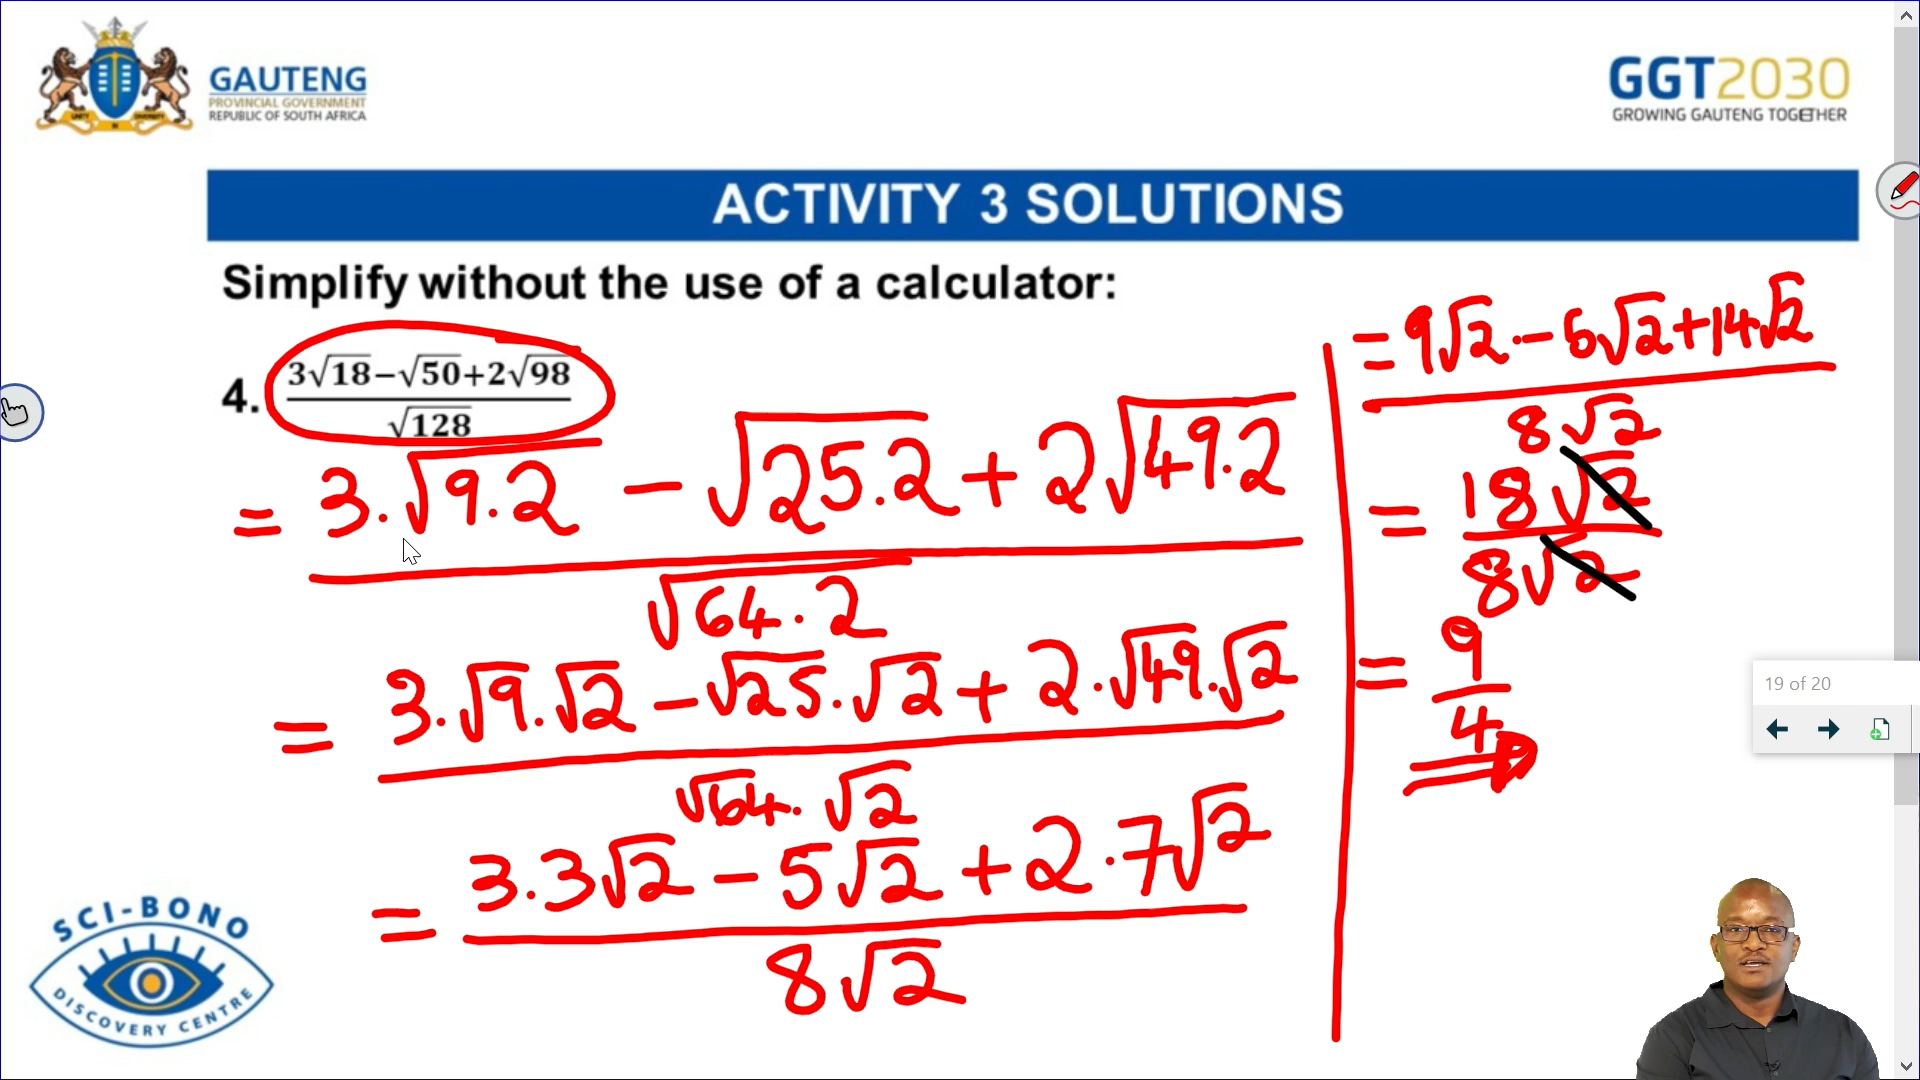 GAUTENG
PROVINCIAL GOVERNMENT
REPUBLIC OF SOUTH AFRICA
UNITY IN DIVERSITY
GGT2030
GROWING GAUTENG TOGETHER
ACTIVITY 3 SOLUTIONS
Simplify without the use of a calculator:
4. (3√18−√50+2√98)/√128
= (3.√9.2 − √25.2 + 2√49.2)/√64.2
= (3.√9.√2 − √25.√2 + 2.√49.√2)/√64.√2
= (3.3√2 − 5√2 + 2.7√2)/8√2
= (9√2 − 5√2 + 14√2)/8√2
= 18√2/8√2
= 9/4
19 of 20
SCI-BONO
DISCOVERY CENTRE